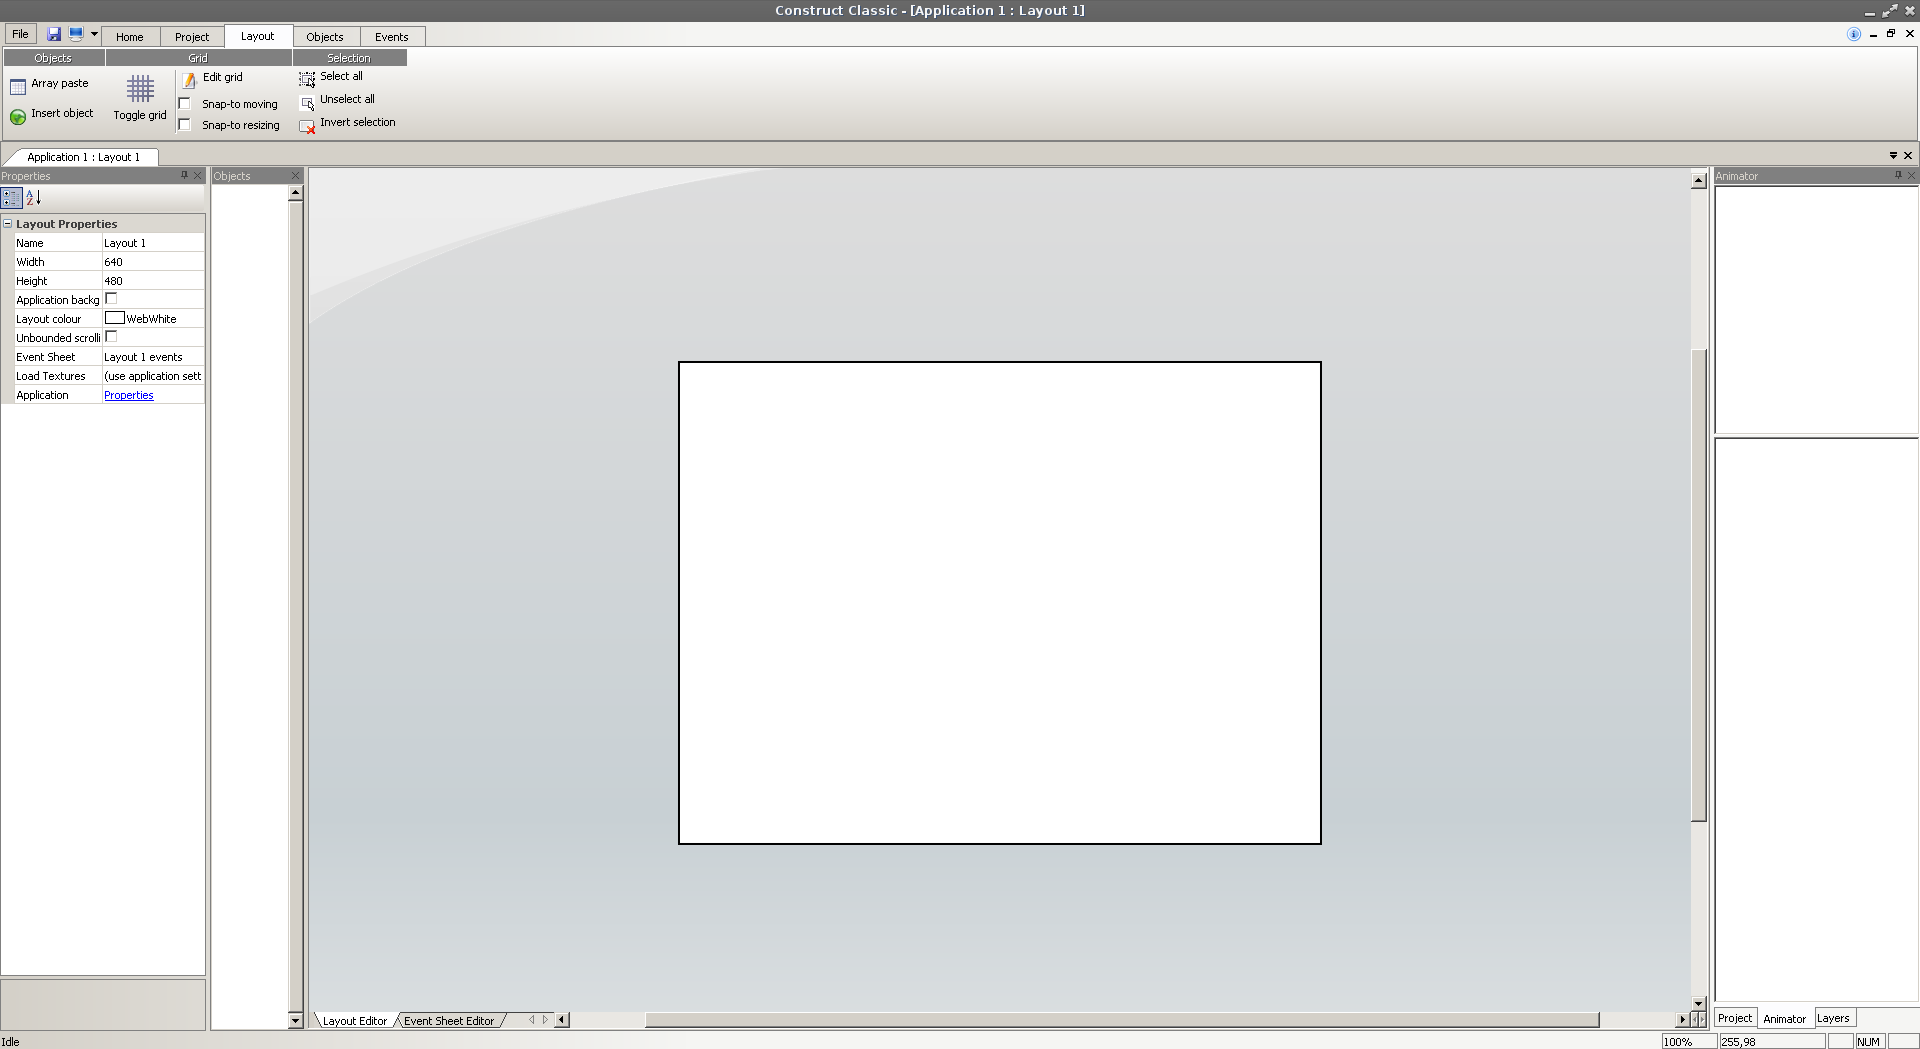 Construct Classic - [Application 1 : Layout 1]
File
Home
Project
Layout
Objects
Events
Objects
Grid
Selection
Array paste
Insert object
Toggle grid
Edit grid
Snap-to moving
Snap-to resizing
Select all
Unselect all
Invert selection
Application 1 : Layout 1
Properties
Objects
Animator
Layout Properties
Name Layout 1
Width 640
Height 480
Application backg
Layout colour WebWhite
Unbounded scrolli
Event Sheet Layout 1 events
Load Textures (use application sett
Application Properties
Layout Editor
Event Sheet Editor
Project
Animator
Layers
Idle
100%
255,98
NUM